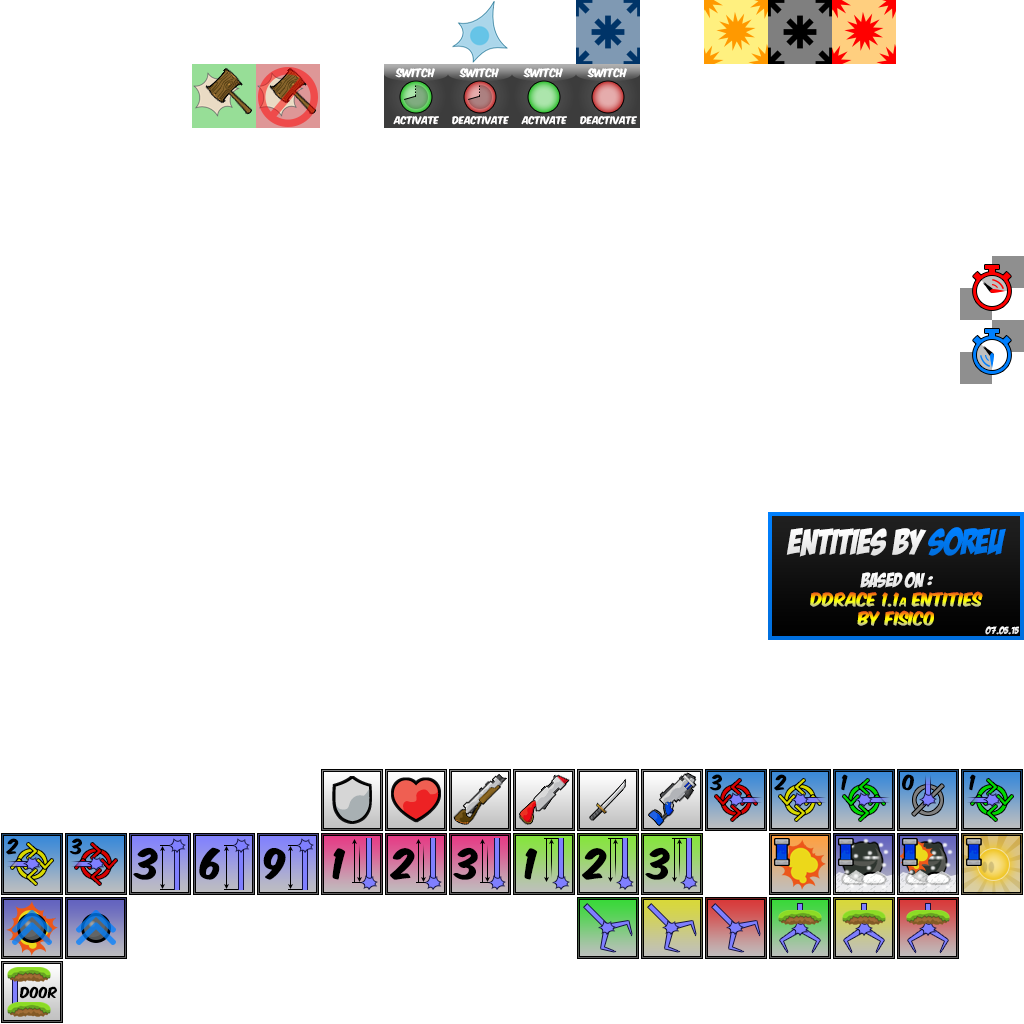 SWITCH SWITCH SWITCH SWITCH
ACTIVATE DEACTIVATE ACTIVATE DEACTIVATE
ENTITIES BY SOREU
BASED ON :
DDRACE 1.1A ENTITIES
BY FISICO
07.05.15
3 2 1 0 1
2 3 3 6 9 1 2 3 1 2 3
DOOR